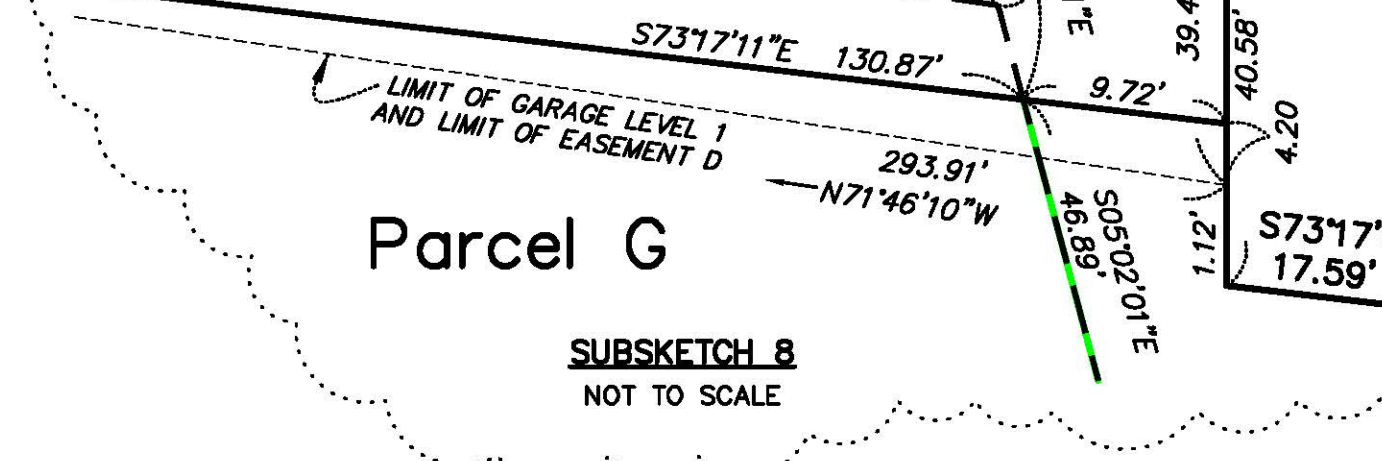 S73°17'11"E 130.87'
9.72'
39.4
40.58'
4.20
LIMIT OF GARAGE LEVEL 1
AND LIMIT OF EASEMENT D
293.91'
N71°46'10"W
S05°02'01"E
46.89'
1.12'
S73°17'
17.59'
Parcel G
SUBSKETCH 8
NOT TO SCALE